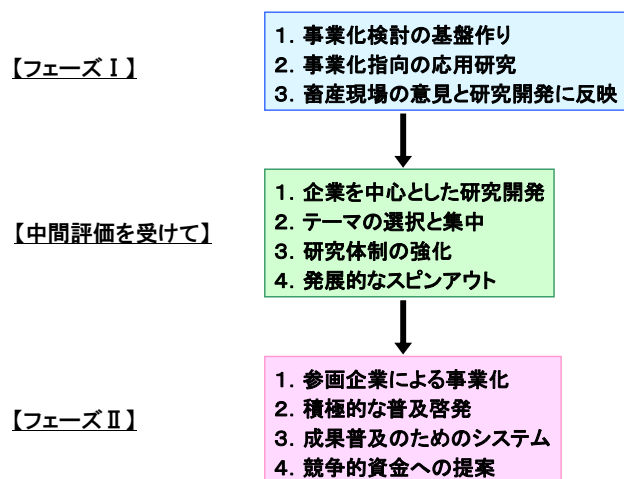 【フェーズⅠ】
1. 事業化検討の基盤作り
2. 事業化指向の応用研究
3. 畜産現場の意見と研究開発に反映
【中間評価を受けて】
1. 企業を中心とした研究開発
2. テーマの選択と集中
3. 研究体制の強化
4. 発展的なスピンアウト
【フェーズⅡ】
1. 参画企業による事業化
2. 積極的な普及啓発
3. 成果普及のためのシステム
4. 競争的資金への提案